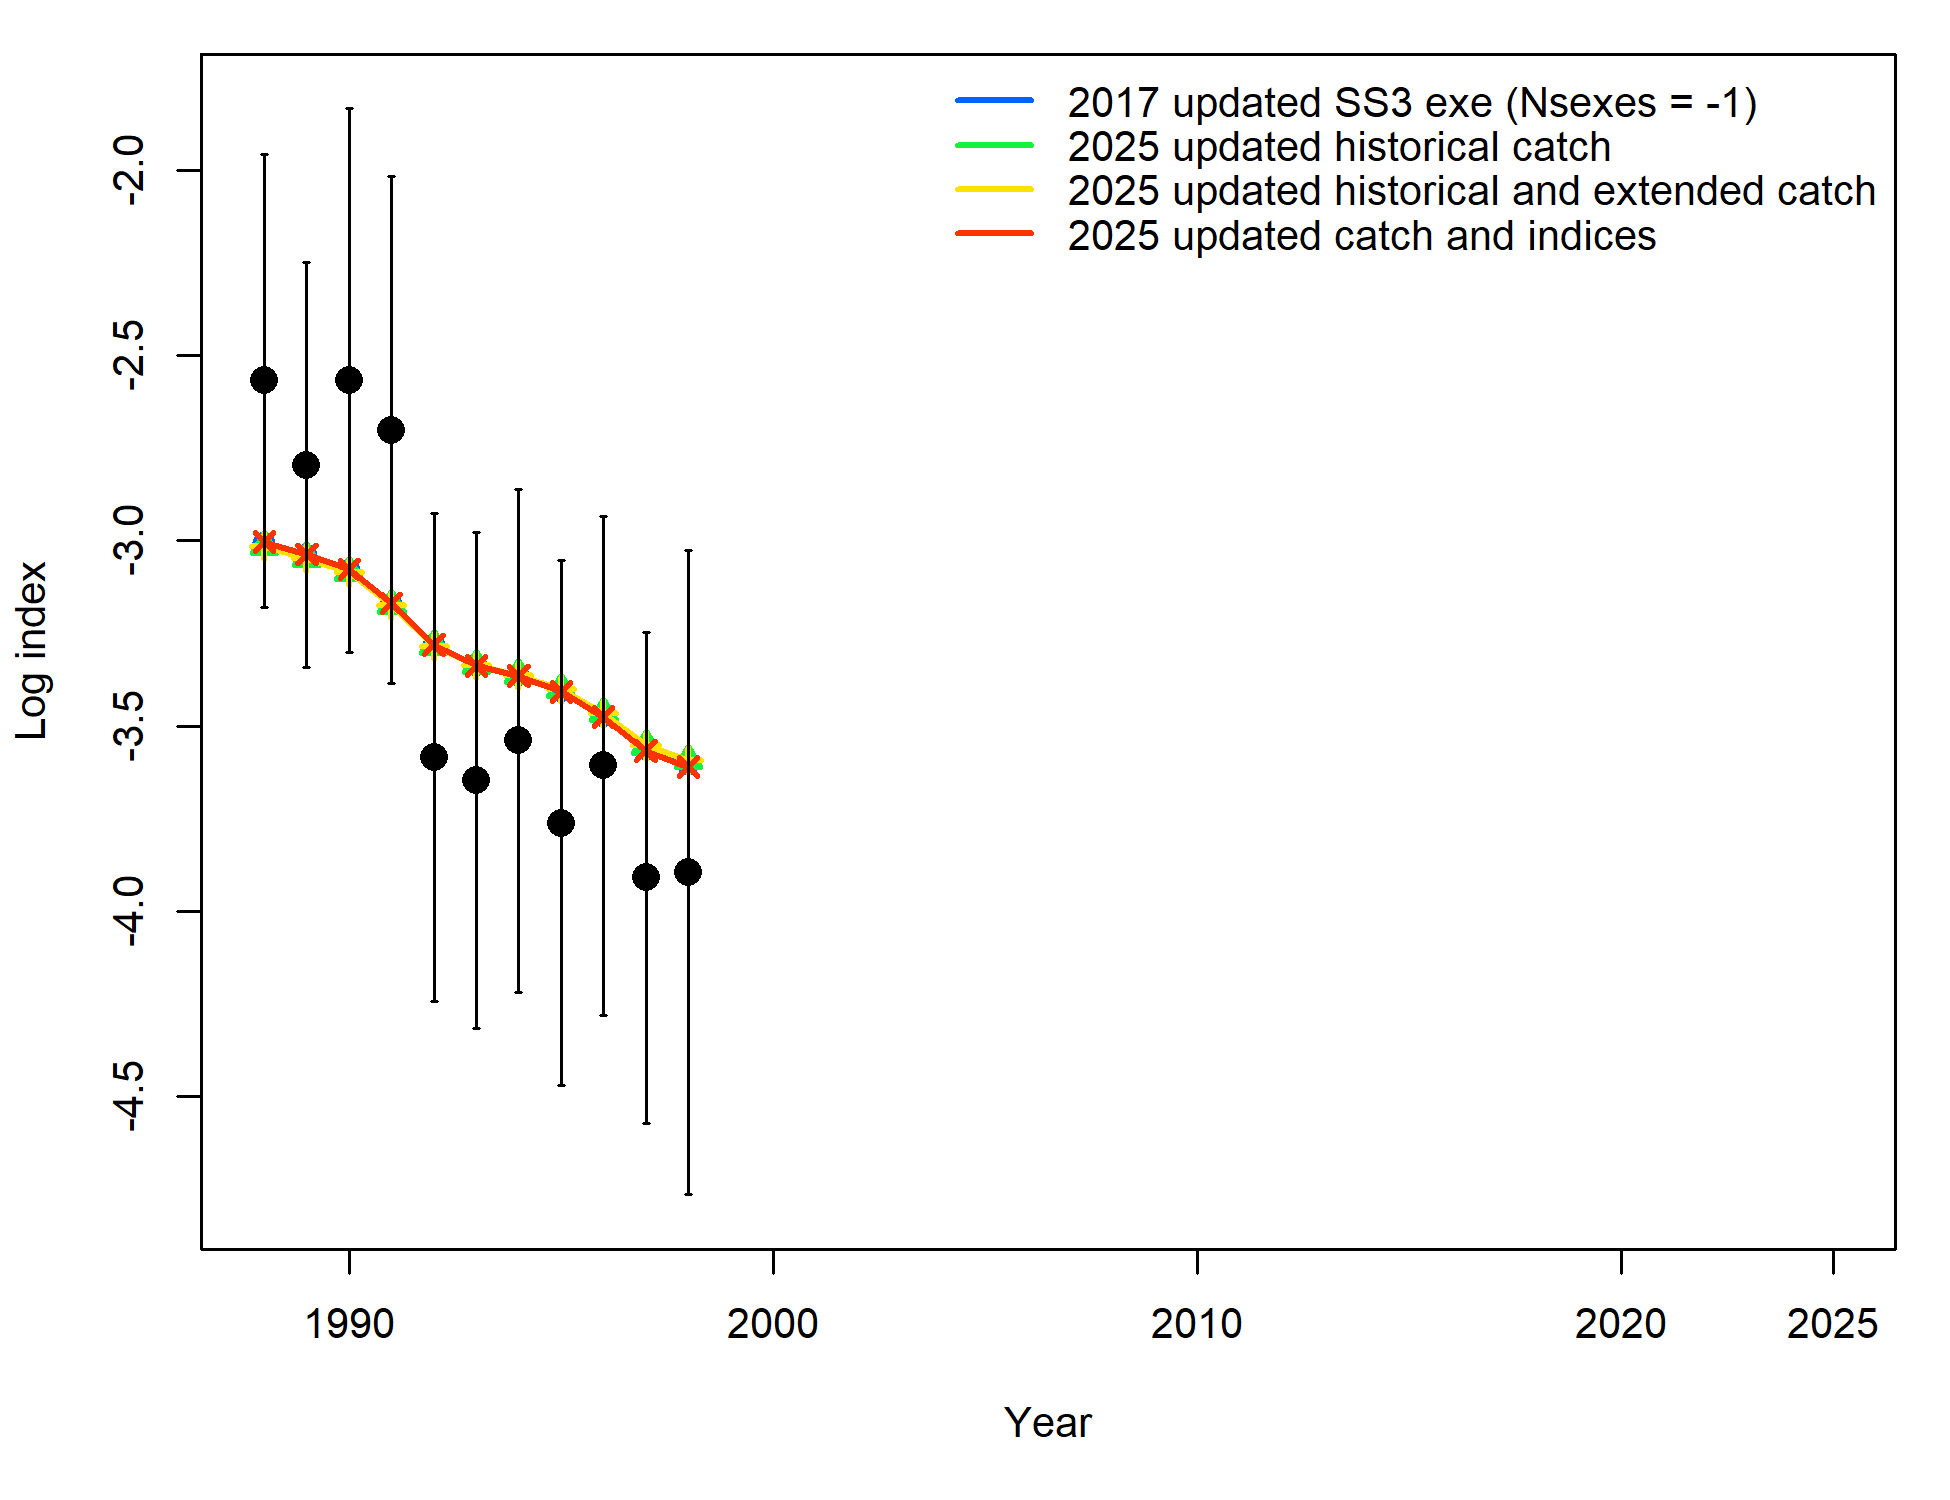 2017 updated SS3 exe (Nsexes = -1)
2025 updated historical catch
2025 updated historical and extended catch
2025 updated catch and indices
Log index
-2.0
-2.5
-3.0
-3.5
-4.0
-4.5
1990
2000
2010
2020
2025
Year